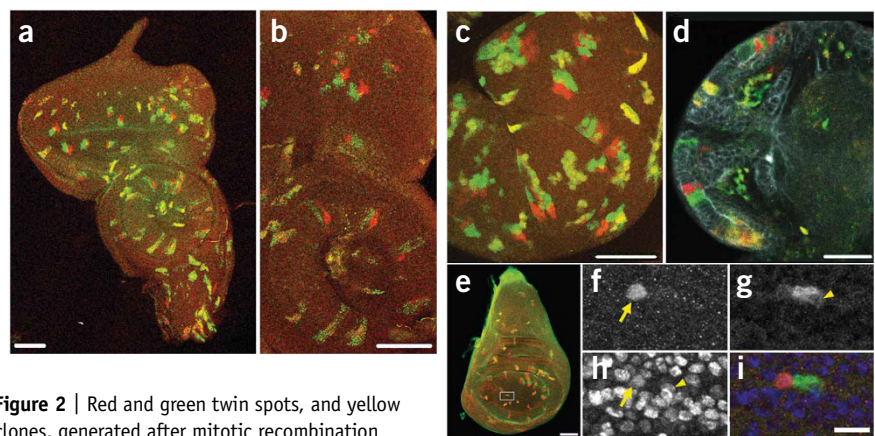 a
b
c
d
e
f
g
h
i
Figure 2 | Red and green twin spots, and yellow
clones, generated after mitotic recombination